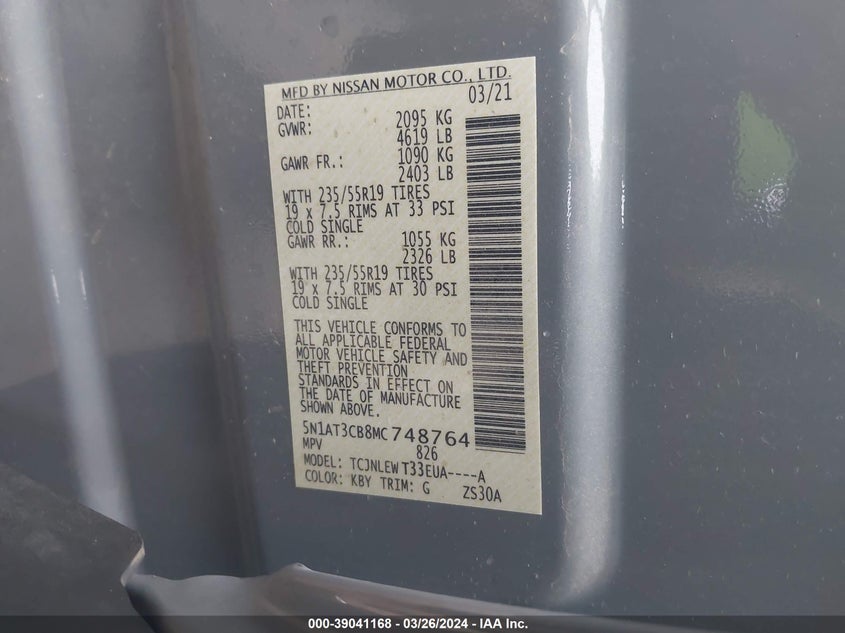 MFD BY NISSAN MOTOR CO., LTD.
DATE: 03/21
GVWR: 2095 KG
4619 LB
GAWR FR.: 1090 KG
2403 LB
WITH 235/55R19 TIRES
19 x 7.5 RIMS AT 33 PSI
COLD SINGLE
GAWR RR.: 1055 KG
2326 LB
WITH 235/55R19 TIRES
19 x 7.5 RIMS AT 30 PSI
COLD SINGLE
THIS VEHICLE CONFORMS TO
ALL APPLICABLE FEDERAL
MOTOR VEHICLE SAFETY AND
THEFT PREVENTION
STANDARDS IN EFFECT ON
THE DATE OF MANUFACTURE
SHOWN ABOVE.
5N1AT3CB8MC748764
MPV 826
MODEL: TCJNLEW T33EUA----A
COLOR: KBY TRIM: G ZS30A
000-39041168 - 03/26/2024 - IAA Inc.